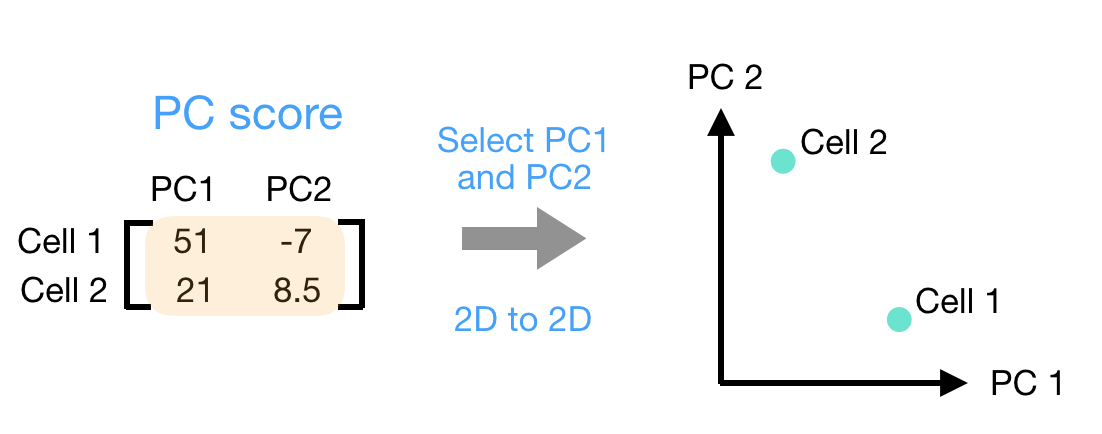 PC score
PC1 PC2
Cell 1 51 -7
Cell 2 21 8.5
Select PC1
and PC2
2D to 2D
PC 2
Cell 2
Cell 1
PC 1